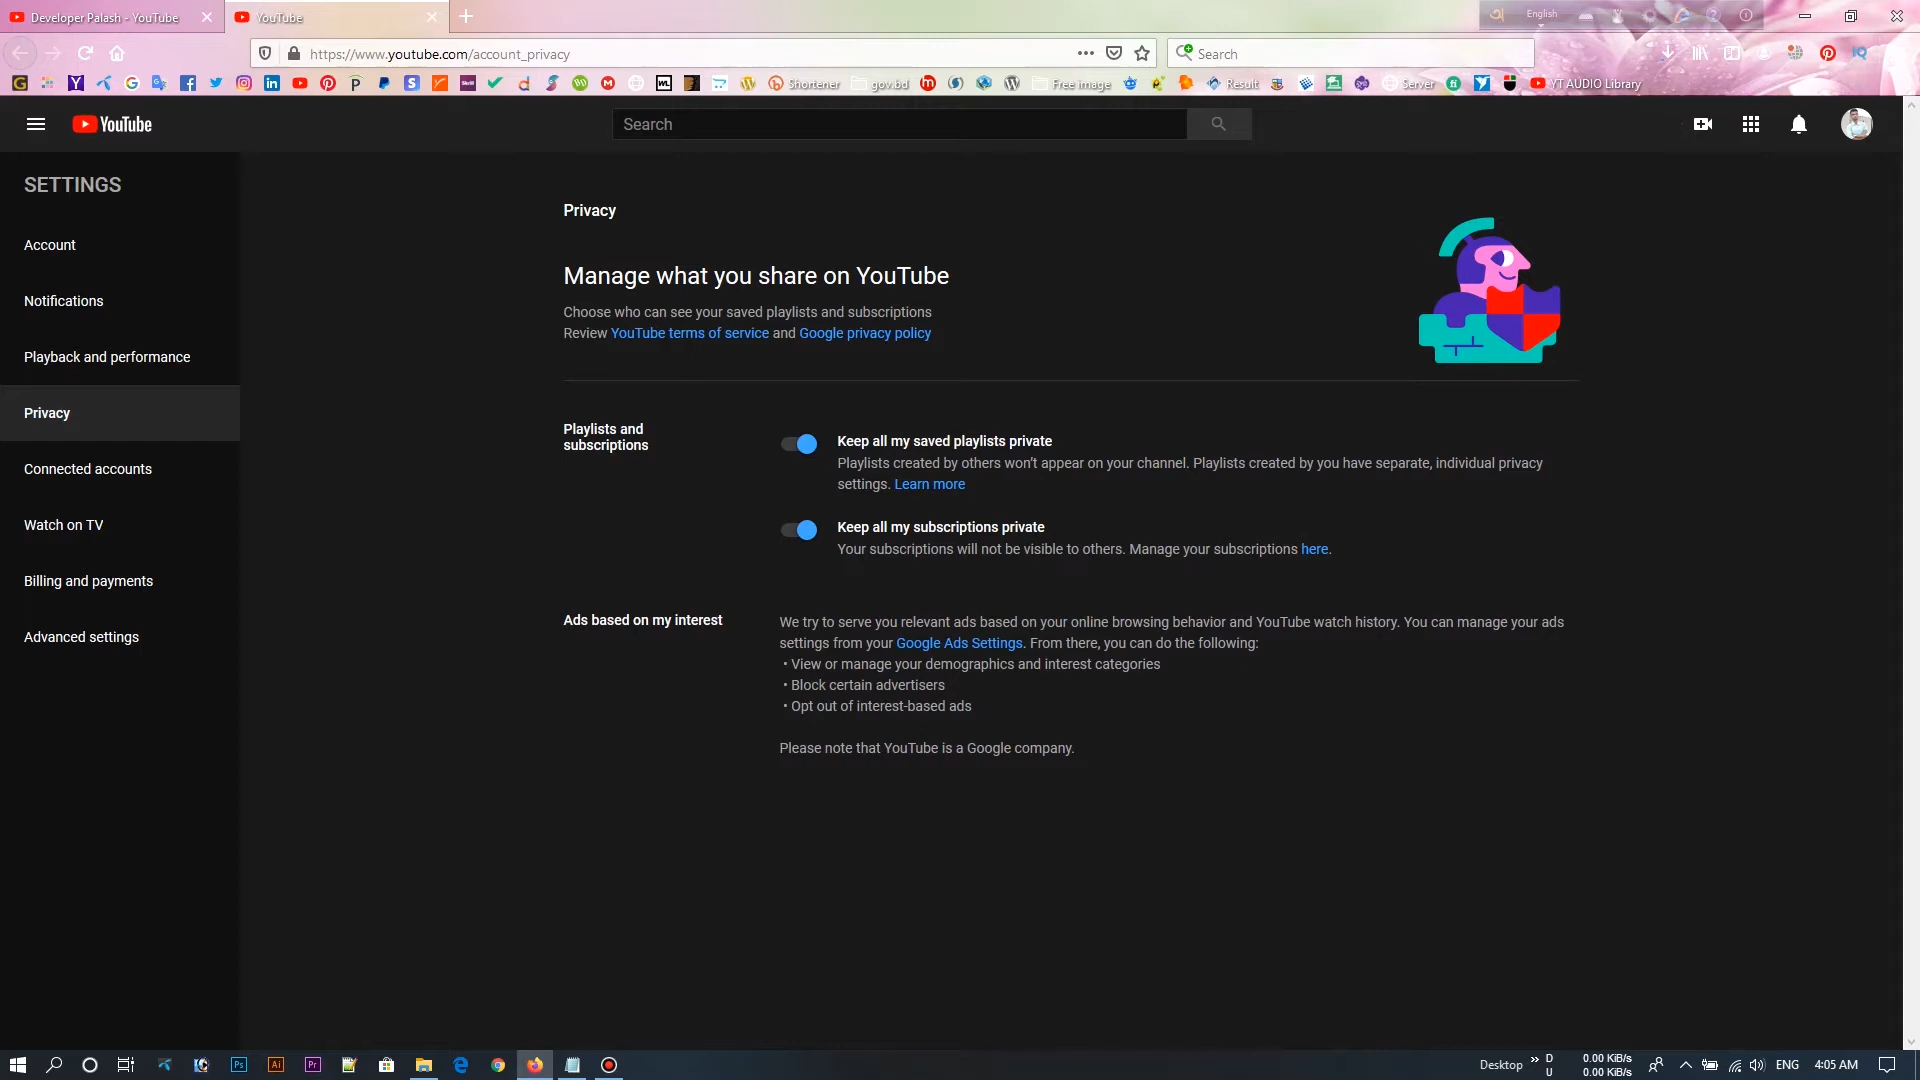 Developer Palash - YouTube
YouTube
English
https://www.youtube.com/account_privacy
Search
Shortener
gov.bd
Free image
Result
Server
YT AUDIO Library
YouTube
Search
SETTINGS
Account
Notifications
Playback and performance
Privacy
Connected accounts
Watch on TV
Billing and payments
Advanced settings
Privacy
Manage what you share on YouTube
Choose who can see your saved playlists and subscriptions
Review YouTube terms of service and Google privacy policy
Playlists and
subscriptions
Keep all my saved playlists private
Playlists created by others won't appear on your channel. Playlists created by you have separate, individual privacy
settings. Learn more
Keep all my subscriptions private
Your subscriptions will not be visible to others. Manage your subscriptions here.
Ads based on my interest
We try to serve you relevant ads based on your online browsing behavior and YouTube watch history. You can manage your ads
settings from your Google Ads Settings. From there, you can do the following:
• View or manage your demographics and interest categories
• Block certain advertisers
• Opt out of interest-based ads
Please note that YouTube is a Google company.
Ps
Ai
Pr
Desktop
D 0.00 KiB/s
U 0.00 KiB/s
ENG
4:05 AM